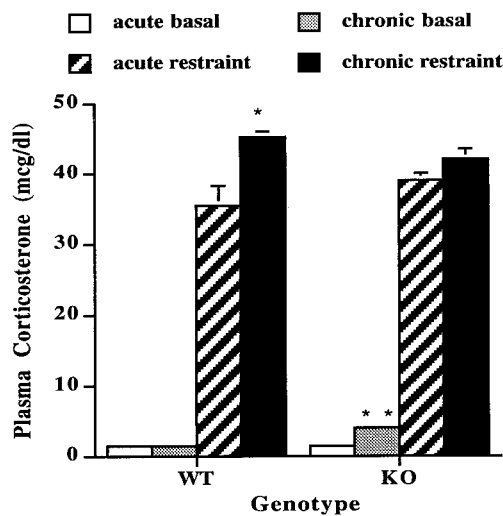 acute basal
chronic basal
acute restraint
chronic restraint
Plasma Corticosterone (mcg/dl)
50
40
30
20
10
0
*
* *
WT
KO
Genotype